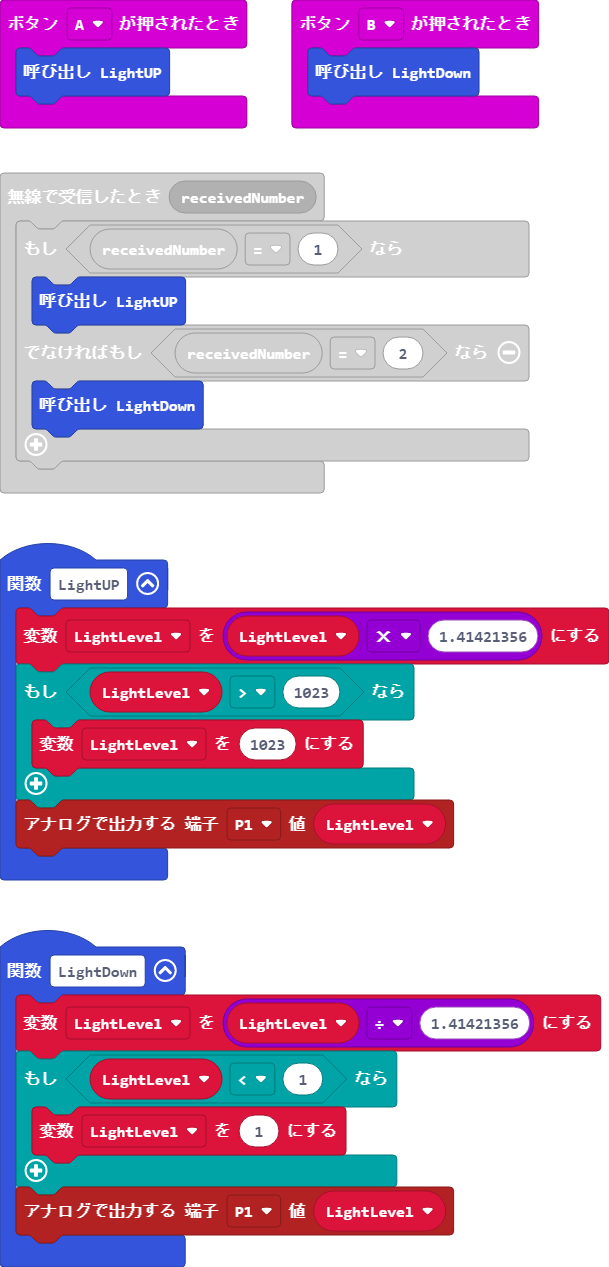 ボタン A が押されたとき
呼び出し LightUP
ボタン B が押されたとき
呼び出し LightDown
無線で受信したとき receivedNumber
もし receivedNumber = 1 なら
呼び出し LightUP
でなければもし receivedNumber = 2 なら
呼び出し LightDown
関数 LightUP
変数 LightLevel を LightLevel × 1.41421356 にする
もし LightLevel > 1023 なら
変数 LightLevel を 1023 にする
アナログで出力する 端子 P1 値 LightLevel
関数 LightDown
変数 LightLevel を LightLevel ÷ 1.41421356 にする
もし LightLevel < 1 なら
変数 LightLevel を 1 にする
アナログで出力する 端子 P1 値 LightLevel